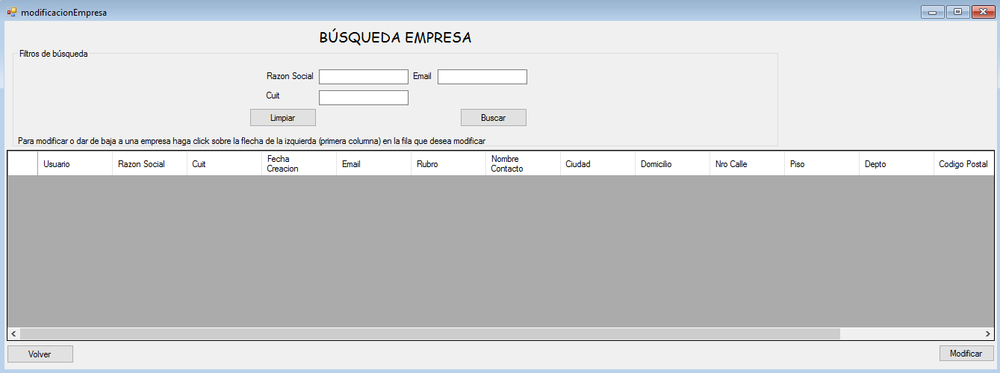 modificacionEmpresa
BÚSQUEDA EMPRESA
Filtros de búsqueda
Razon Social Email
Cuit
Limpiar Buscar
Para modificar o dar de baja a una empresa haga click sobre la flecha de la izquierda (primera columna) en la fila que desea modificar
Usuario Razon Social Cuit Fecha Creacion Email Rubro Nombre Contacto Ciudad Domicilio Nro Calle Piso Depto Codigo Postal
Volver Modificar